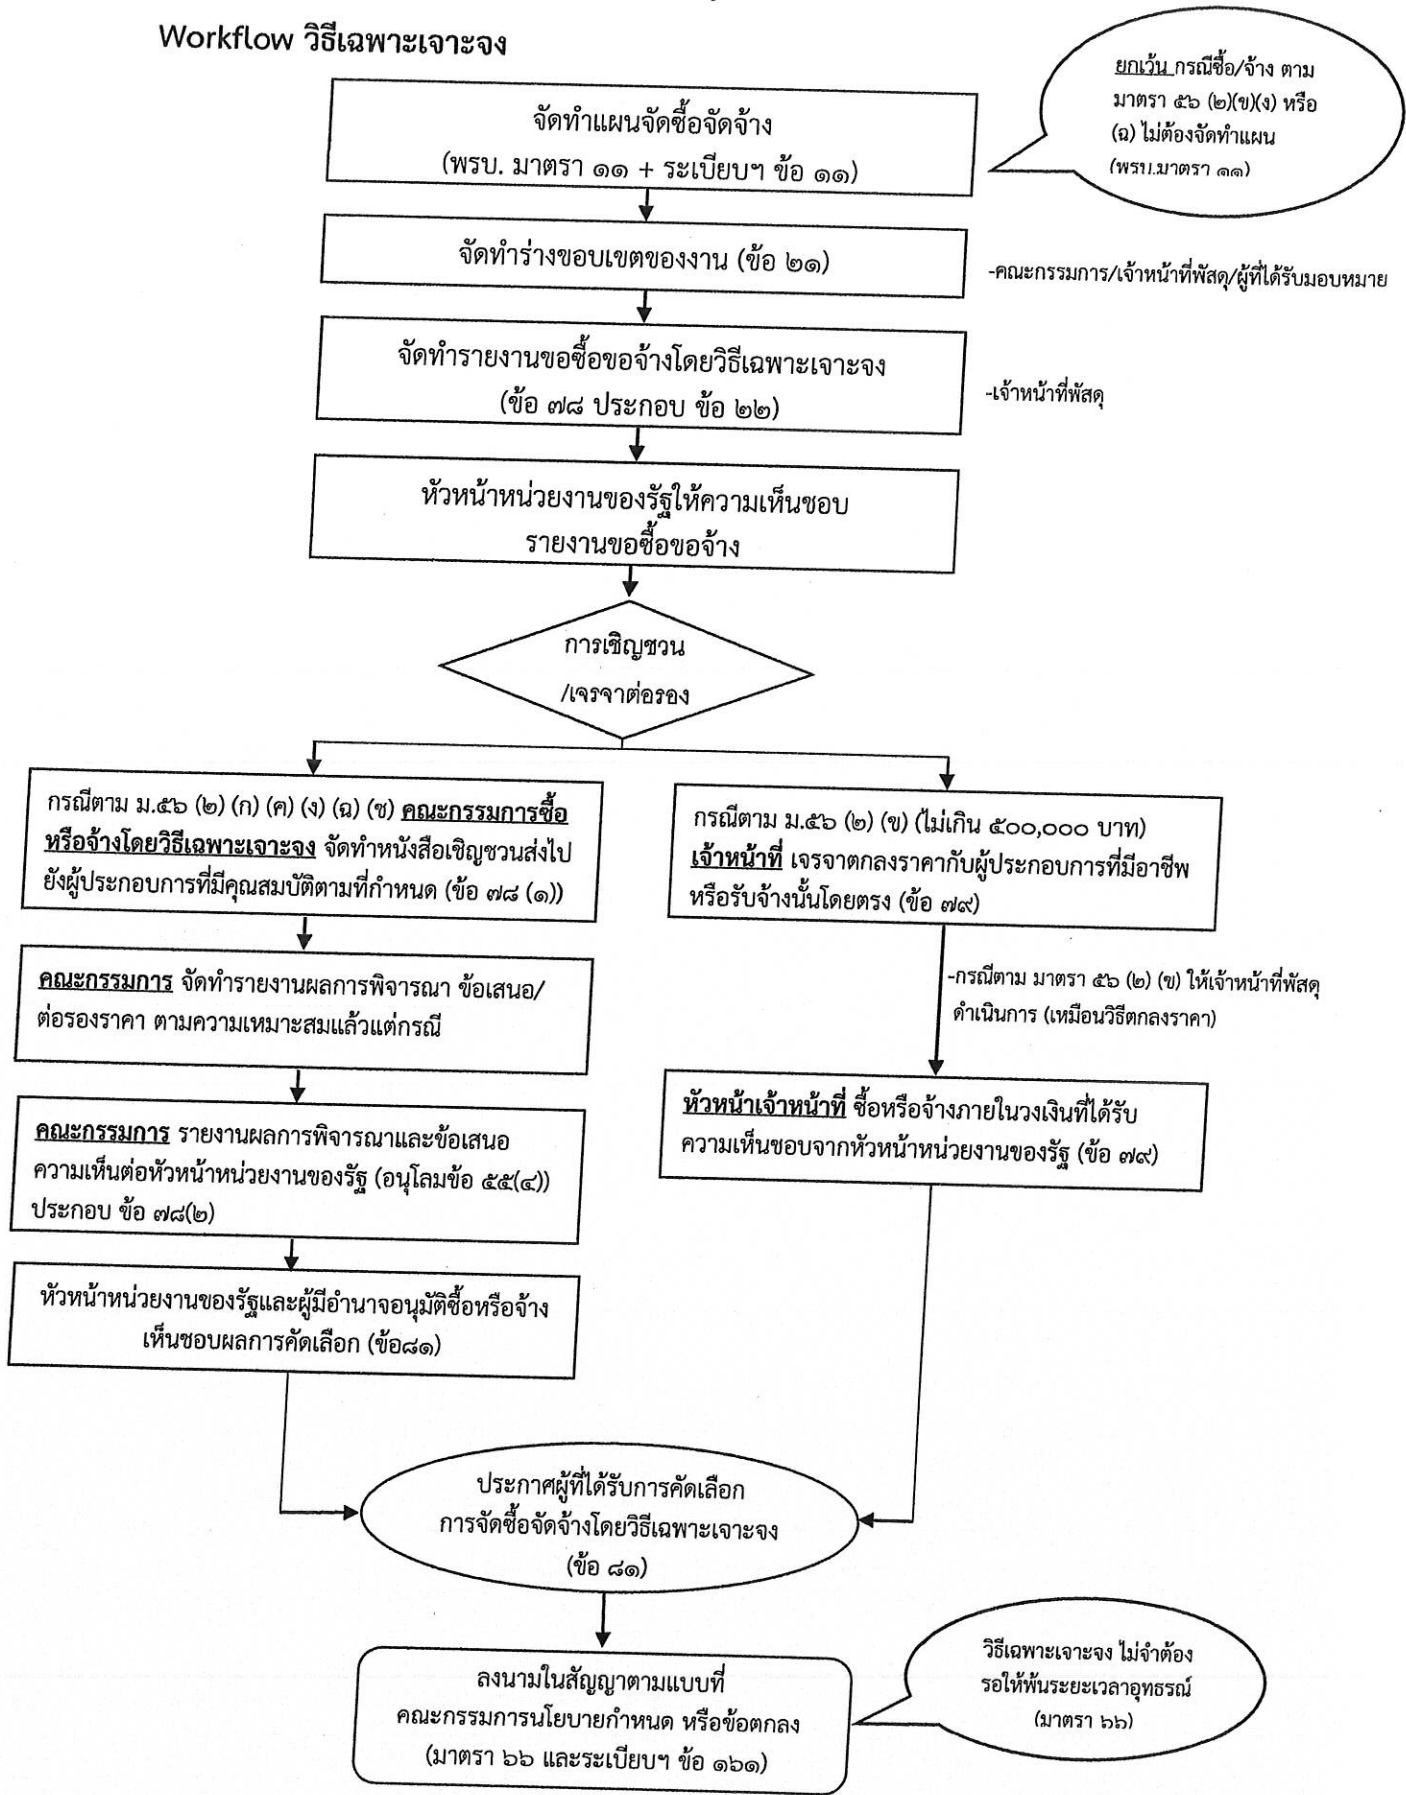 Workflow วิธีเฉพาะเจาะจง
ยกเว้น กรณีซื้อ/จ้าง ตาม
มาตรา ๕๖ (๒)(ข)(ง) หรือ
(ฉ) ไม่ต้องจัดทำแผน
(พรบ.มาตรา ๑๑)
จัดทำแผนจัดซื้อจัดจ้าง
(พรบ. มาตรา ๑๑ + ระเบียบฯ ข้อ ๑๑)
จัดทำร่างขอบเขตของงาน (ข้อ ๒๑)
-คณะกรรมการ/เจ้าหน้าที่พัสดุ/ผู้ที่ได้รับมอบหมาย
จัดทำรายงานขอซื้อขอจ้างโดยวิธีเฉพาะเจาะจง
(ข้อ ๗๘ ประกอบ ข้อ ๒๒)
-เจ้าหน้าที่พัสดุ
หัวหน้าหน่วยงานของรัฐให้ความเห็นชอบ
รายงานขอซื้อขอจ้าง
การเชิญชวน
/เจรจาต่อรอง
กรณีตาม ม.๕๖ (๒) (ก) (ค) (ง) (ฉ) (ช) คณะกรรมการซื้อ
หรือจ้างโดยวิธีเฉพาะเจาะจง จัดทำหนังสือเชิญชวนส่งไป
ยังผู้ประกอบการที่มีคุณสมบัติตามที่กำหนด (ข้อ ๗๘ (๑))
คณะกรรมการ จัดทำรายงานผลการพิจารณา ข้อเสนอ/
ต่อรองราคา ตามความเหมาะสมแล้วแต่กรณี
คณะกรรมการ รายงานผลการพิจารณาและข้อเสนอ
ความเห็นต่อหัวหน้าหน่วยงานของรัฐ (อนุโลมข้อ ๕๕(๔))
ประกอบ ข้อ ๗๘(๒)
หัวหน้าหน่วยงานของรัฐและผู้มีอำนาจอนุมัติซื้อหรือจ้าง
เห็นชอบผลการคัดเลือก (ข้อ๘๑)
กรณีตาม ม.๕๖ (๒) (ข) (ไม่เกิน ๕๐๐,๐๐๐ บาท)
เจ้าหน้าที่ เจรจาตกลงราคากับผู้ประกอบการที่มีอาชีพ
หรือรับจ้างนั้นโดยตรง (ข้อ ๗๙)
-กรณีตาม มาตรา ๕๖ (๒) (ข) ให้เจ้าหน้าที่พัสดุ
ดำเนินการ (เหมือนวิธีตกลงราคา)
หัวหน้าเจ้าหน้าที่ ซื้อหรือจ้างภายในวงเงินที่ได้รับ
ความเห็นชอบจากหัวหน้าหน่วยงานของรัฐ (ข้อ ๗๙)
ประกาศผู้ที่ได้รับการคัดเลือก
การจัดซื้อจัดจ้างโดยวิธีเฉพาะเจาะจง
(ข้อ ๘๑)
ลงนามในสัญญาตามแบบที่
คณะกรรมการนโยบายกำหนด หรือข้อตกลง
(มาตรา ๖๖ และระเบียบฯ ข้อ ๑๖๑)
วิธีเฉพาะเจาะจง ไม่จำต้อง
รอให้พ้นระยะเวลาอุทธรณ์
(มาตรา ๖๖)